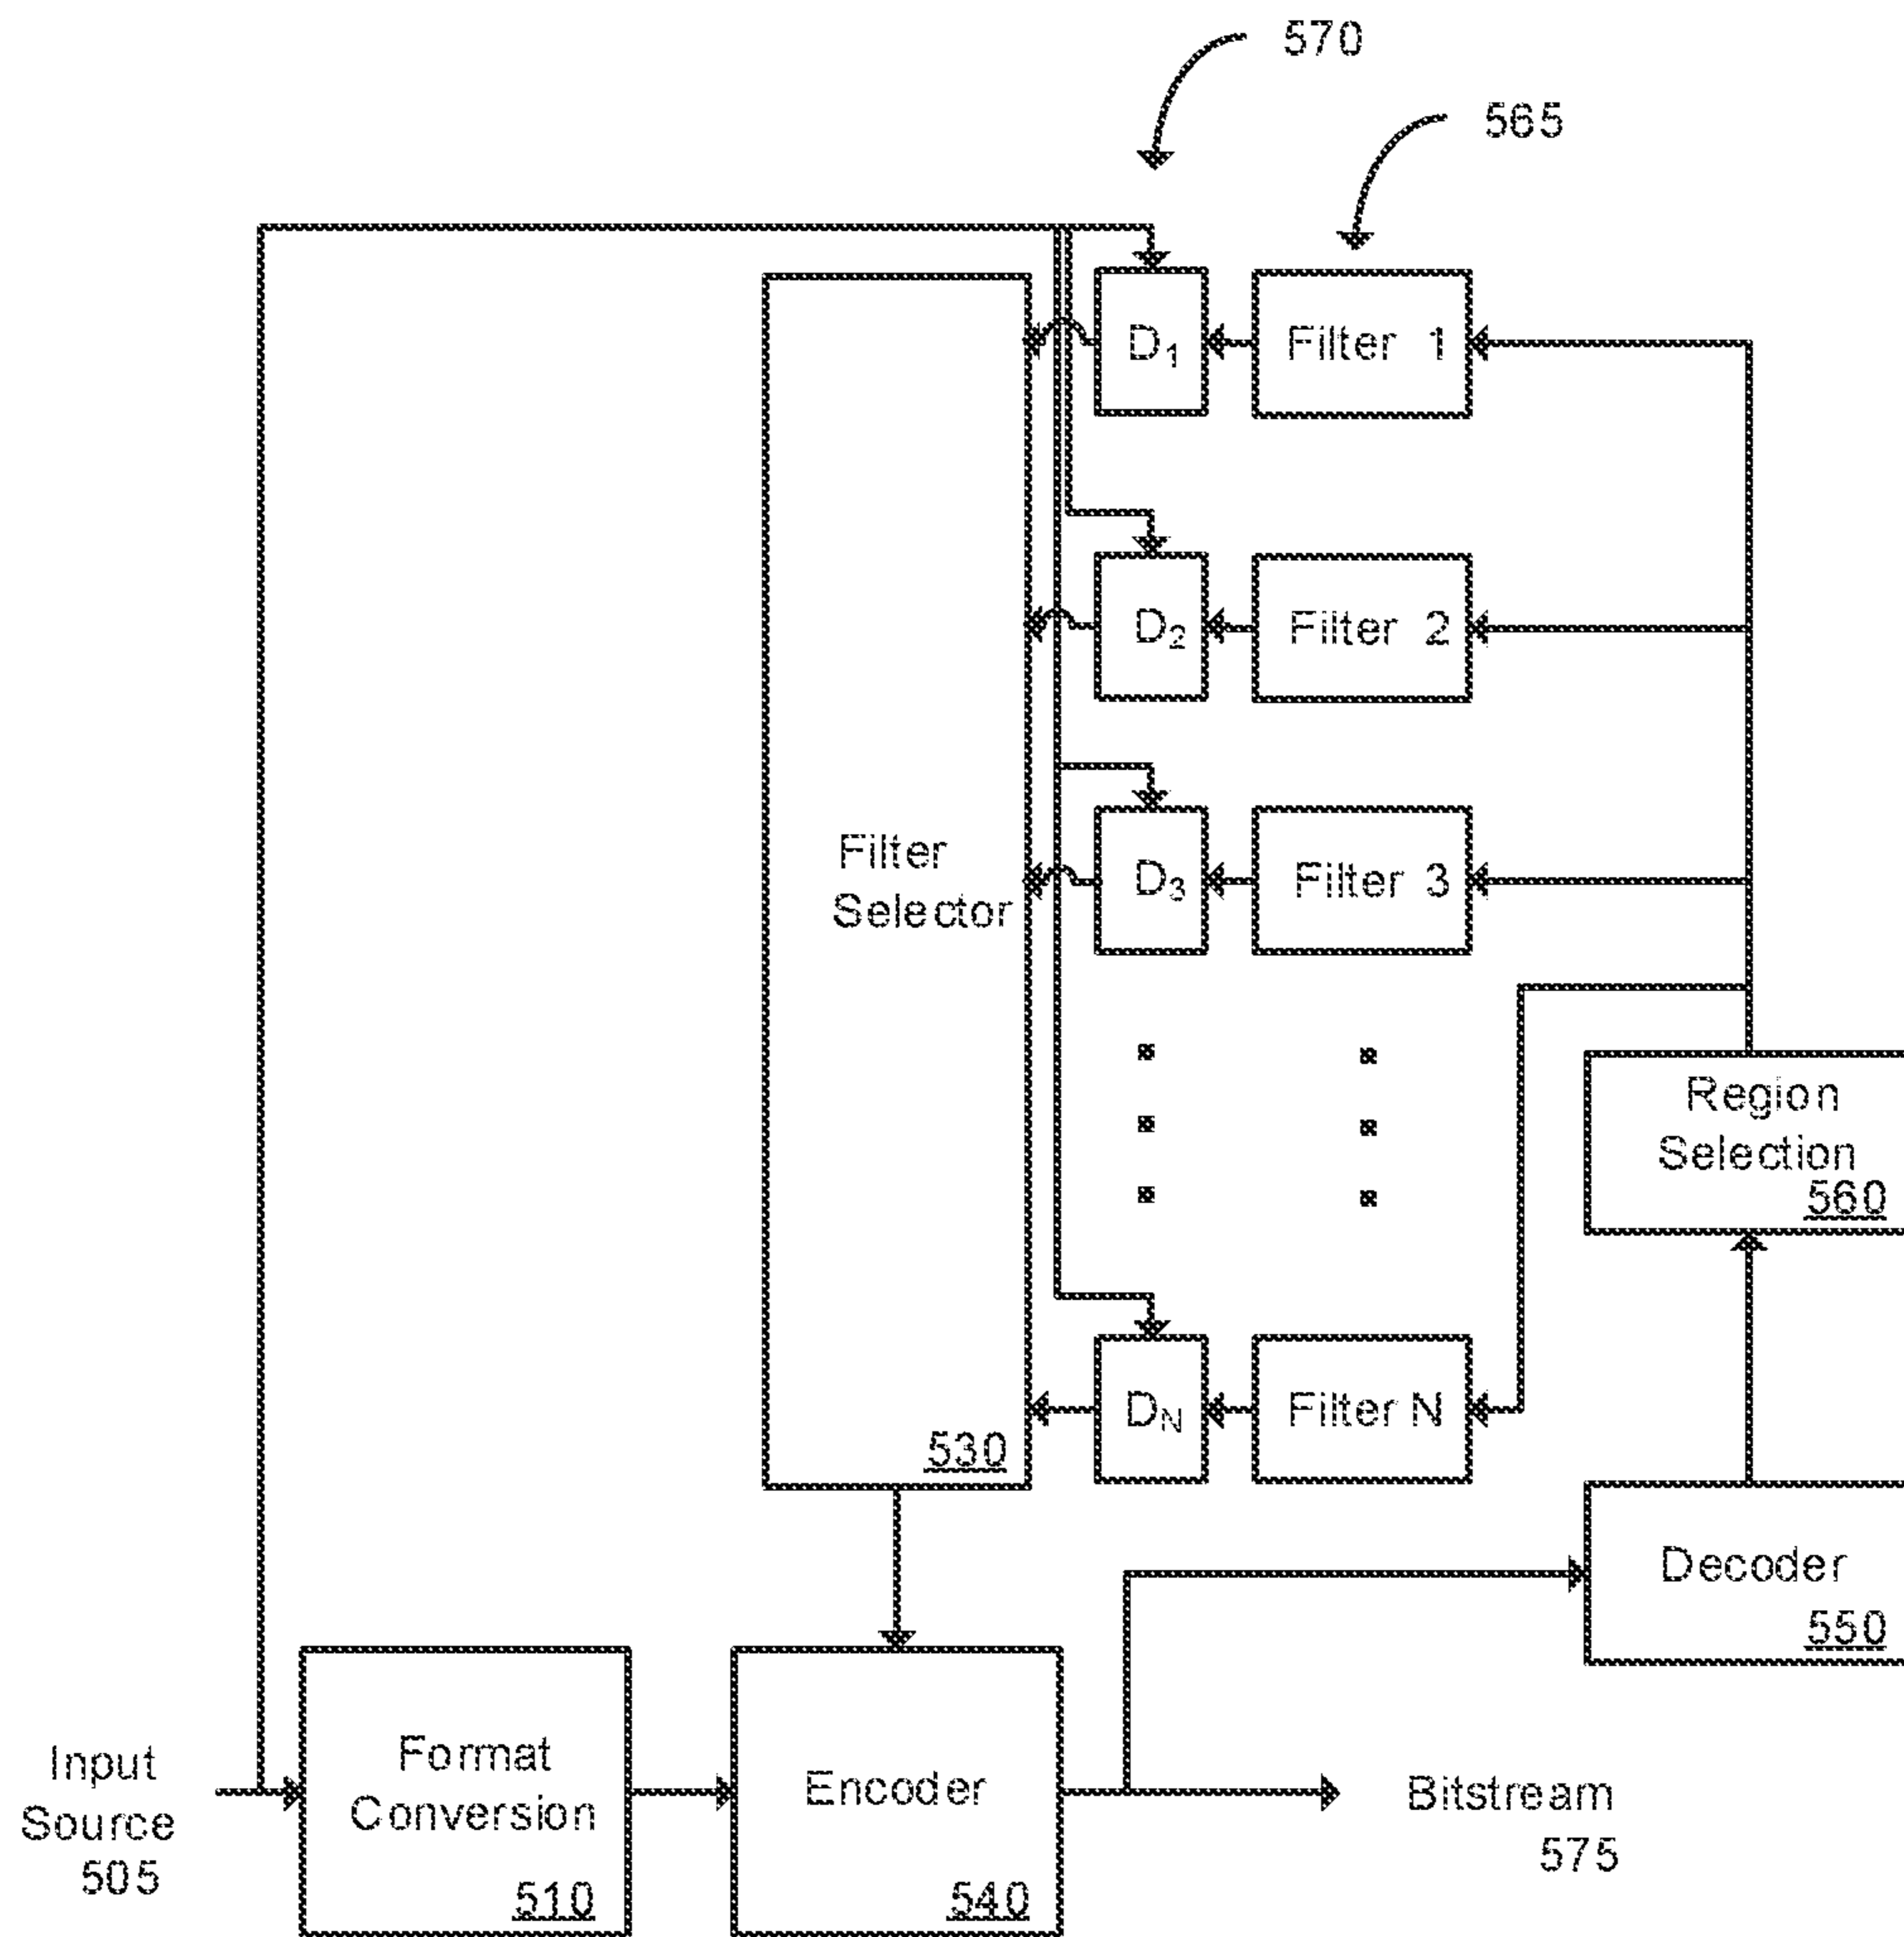 570
565
D1
Filter 1
D2
Filter 2
Filter
Selector
D3
Filter 3
Region
Selection
560
DN
Filter N
530
Decoder
550
Input
Source
505
Format
Conversion
510
Encoder
540
Bitstream
575